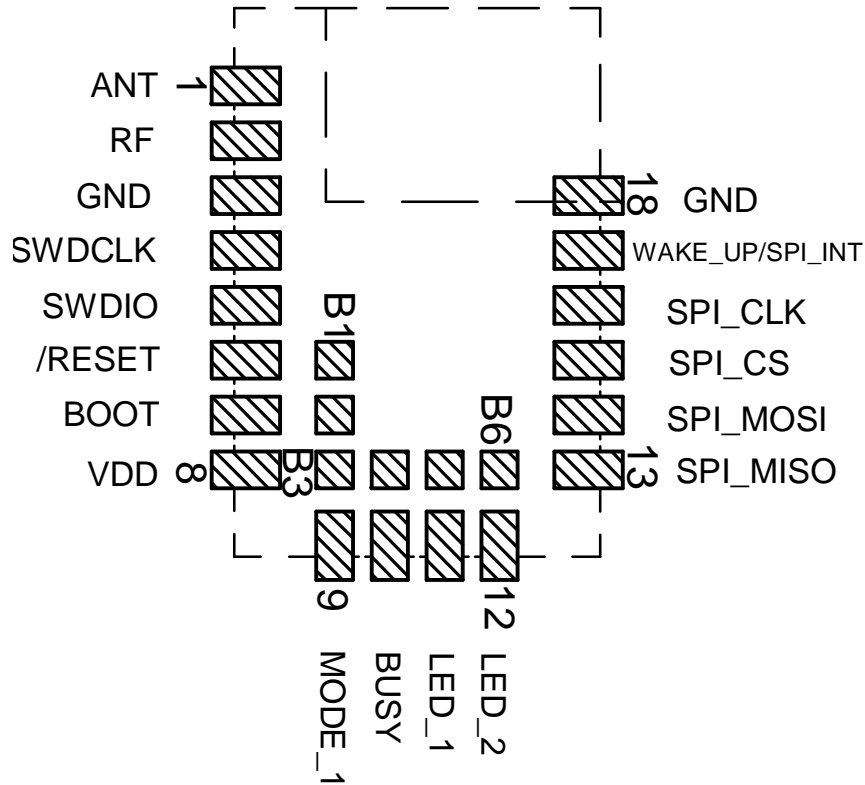 ANT 1
RF
GND
18 GND
SWDCLK
WAKE_UP/SPI_INT
SWDIO
SPI_CLK
B1
/RESET
SPI_CS
BOOT
B6
SPI_MOSI
VDD 8
B3
13 SPI_MISO
9
12
MODE_1
BUSY
LED_1
LED_2